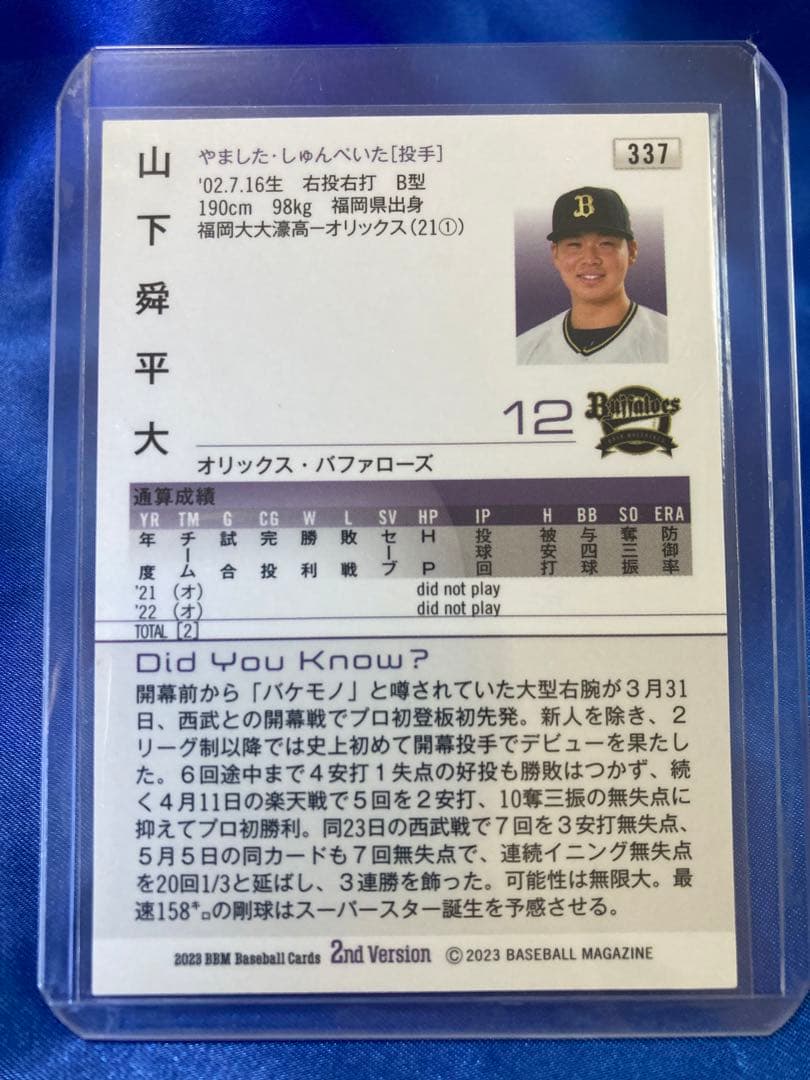 山下舜平大
やました・しゅんぺいた[投手]
337
'02.7.16生 右投右打 B型
190cm 98kg 福岡県出身
福岡大大濠高ーオリックス(21①)
B
12
Buffaloes
オリックス・バファローズ
通算成績
YR TM G CG W L SV HP IP H BB SO ERA
年度 チーム 試合 完投 勝利 敗戦 セーブ HP 投球回 被安打 与四球 奪三振 防御率
'21 (オ) did not play
'22 (オ) did not play
TOTAL [2]
Did You Know?
開幕前から「バケモノ」と噂されていた大型右腕が3月31
日、西武との開幕戦でプロ初登板初先発。新人を除き、2
リーグ制以降では史上初めて開幕投手でデビューを果たし
た。6回途中まで4安打1失点の好投も勝敗はつかず、続
く4月11日の楽天戦で5回を2安打、10奪三振の無失点に
抑えてプロ初勝利。同23日の西武戦で7回を3安打無失点、
5月5日の同カードも7回無失点で、連続イニング無失点
を20回1/3と延ばし、3連勝を飾った。可能性は無限大。最
速158㌔の剛球はスーパースター誕生を予感させる。
2023 BBM Baseball Cards 2nd Version ©2023 BASEBALL MAGAZINE